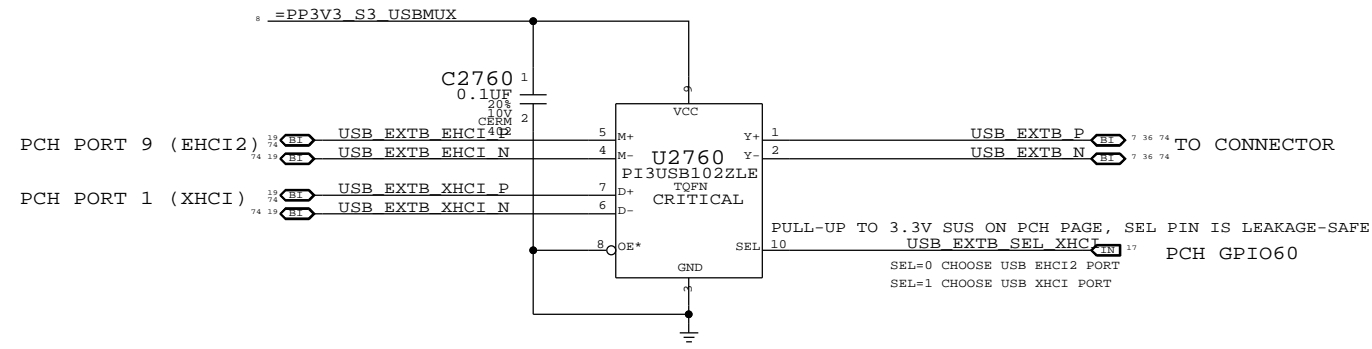 8 =PP3V3_S3_USBMUX
C2760 1
0.1UF
20%
10V
CERM 2
402
9
VCC
PCH PORT 9 (EHCI2) 19 74 BI USB_EXTB_EHCI_P 5 M+
74 19 BI USB_EXTB_EHCI_N 4 M-
PCH PORT 1 (XHCI) 19 74 BI USB_EXTB_XHCI_P 7 D+
74 19 BI USB_EXTB_XHCI_N 6 D-
8 OE*
U2760
PI3USB102ZLE
TQFN
CRITICAL
Y+ 1 USB_EXTB_P BI 7 36 74
Y- 2 USB_EXTB_N BI 7 36 74
TO CONNECTOR
PULL-UP TO 3.3V SUS ON PCH PAGE, SEL PIN IS LEAKAGE-SAFE
SEL 10 USB_EXTB_SEL_XHCI IN 17 PCH GPIO60
SEL=0 CHOOSE USB EHCI2 PORT
SEL=1 CHOOSE USB XHCI PORT
GND
3